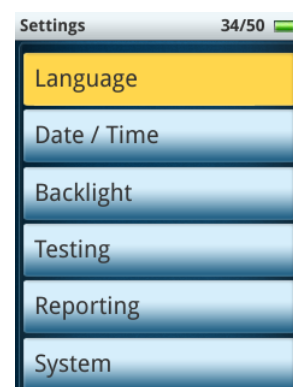 Settings 34/50
Language
Date / Time
Backlight
Testing
Reporting
System